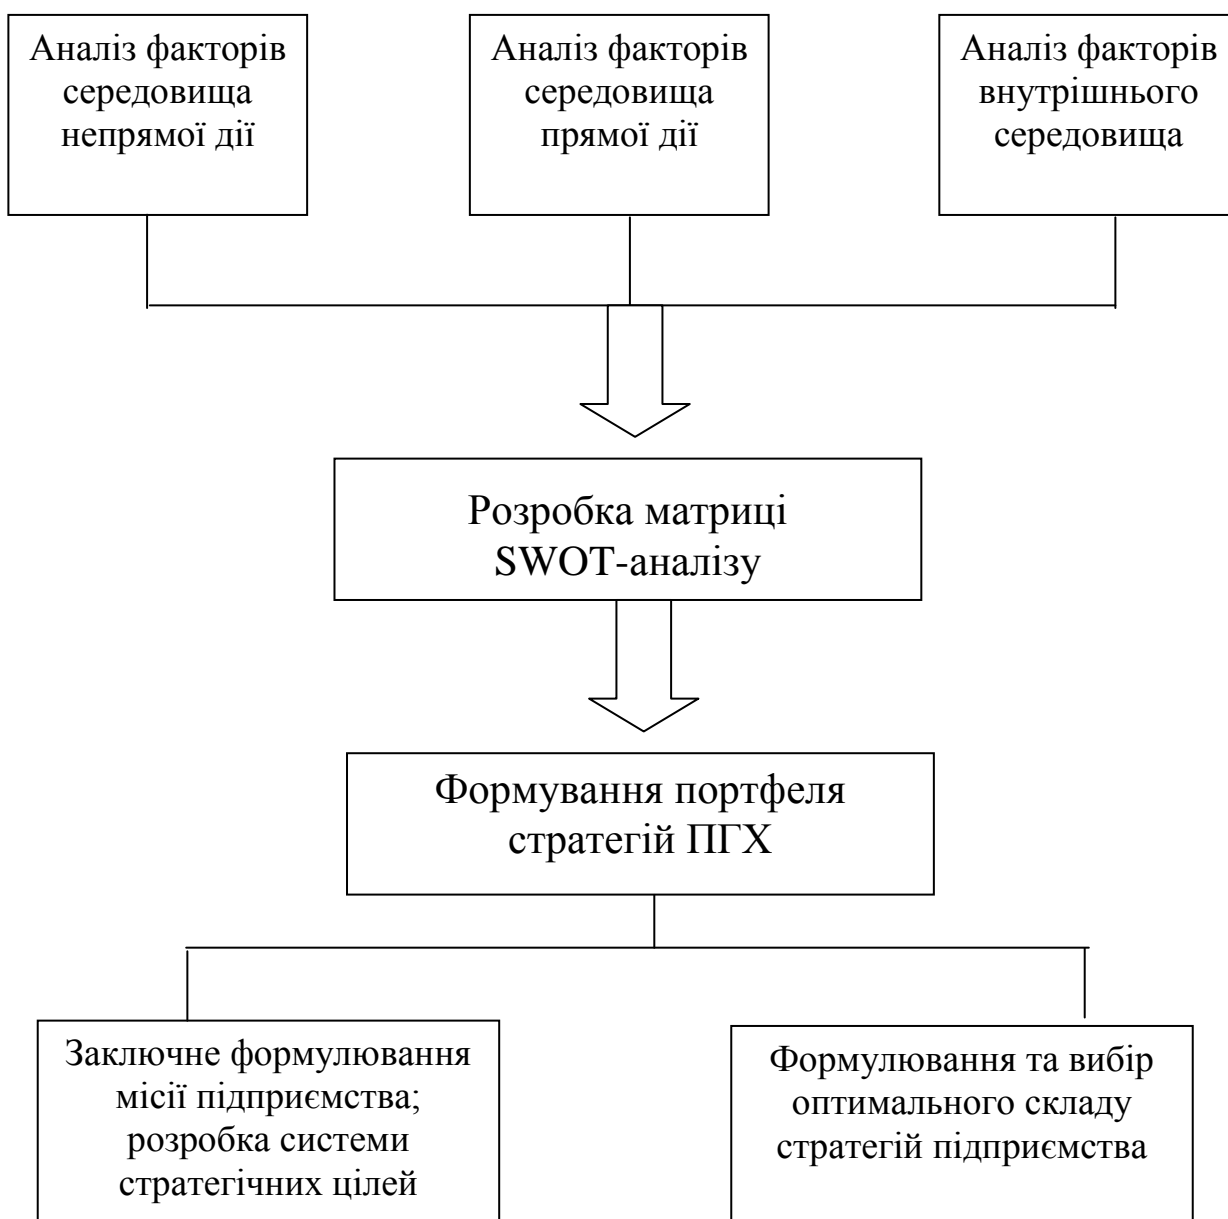 Аналіз факторів
середовища
непрямої дії
Аналіз факторів
середовища
прямої дії
Аналіз факторів
внутрішнього
середовища
Розробка матриці
SWOT-аналізу
Формування портфеля
стратегій ПГХ
Заключне формулювання
місії підприємства;
розробка системи
стратегічних цілей
Формулювання та вибір
оптимального складу
стратегій підприємства